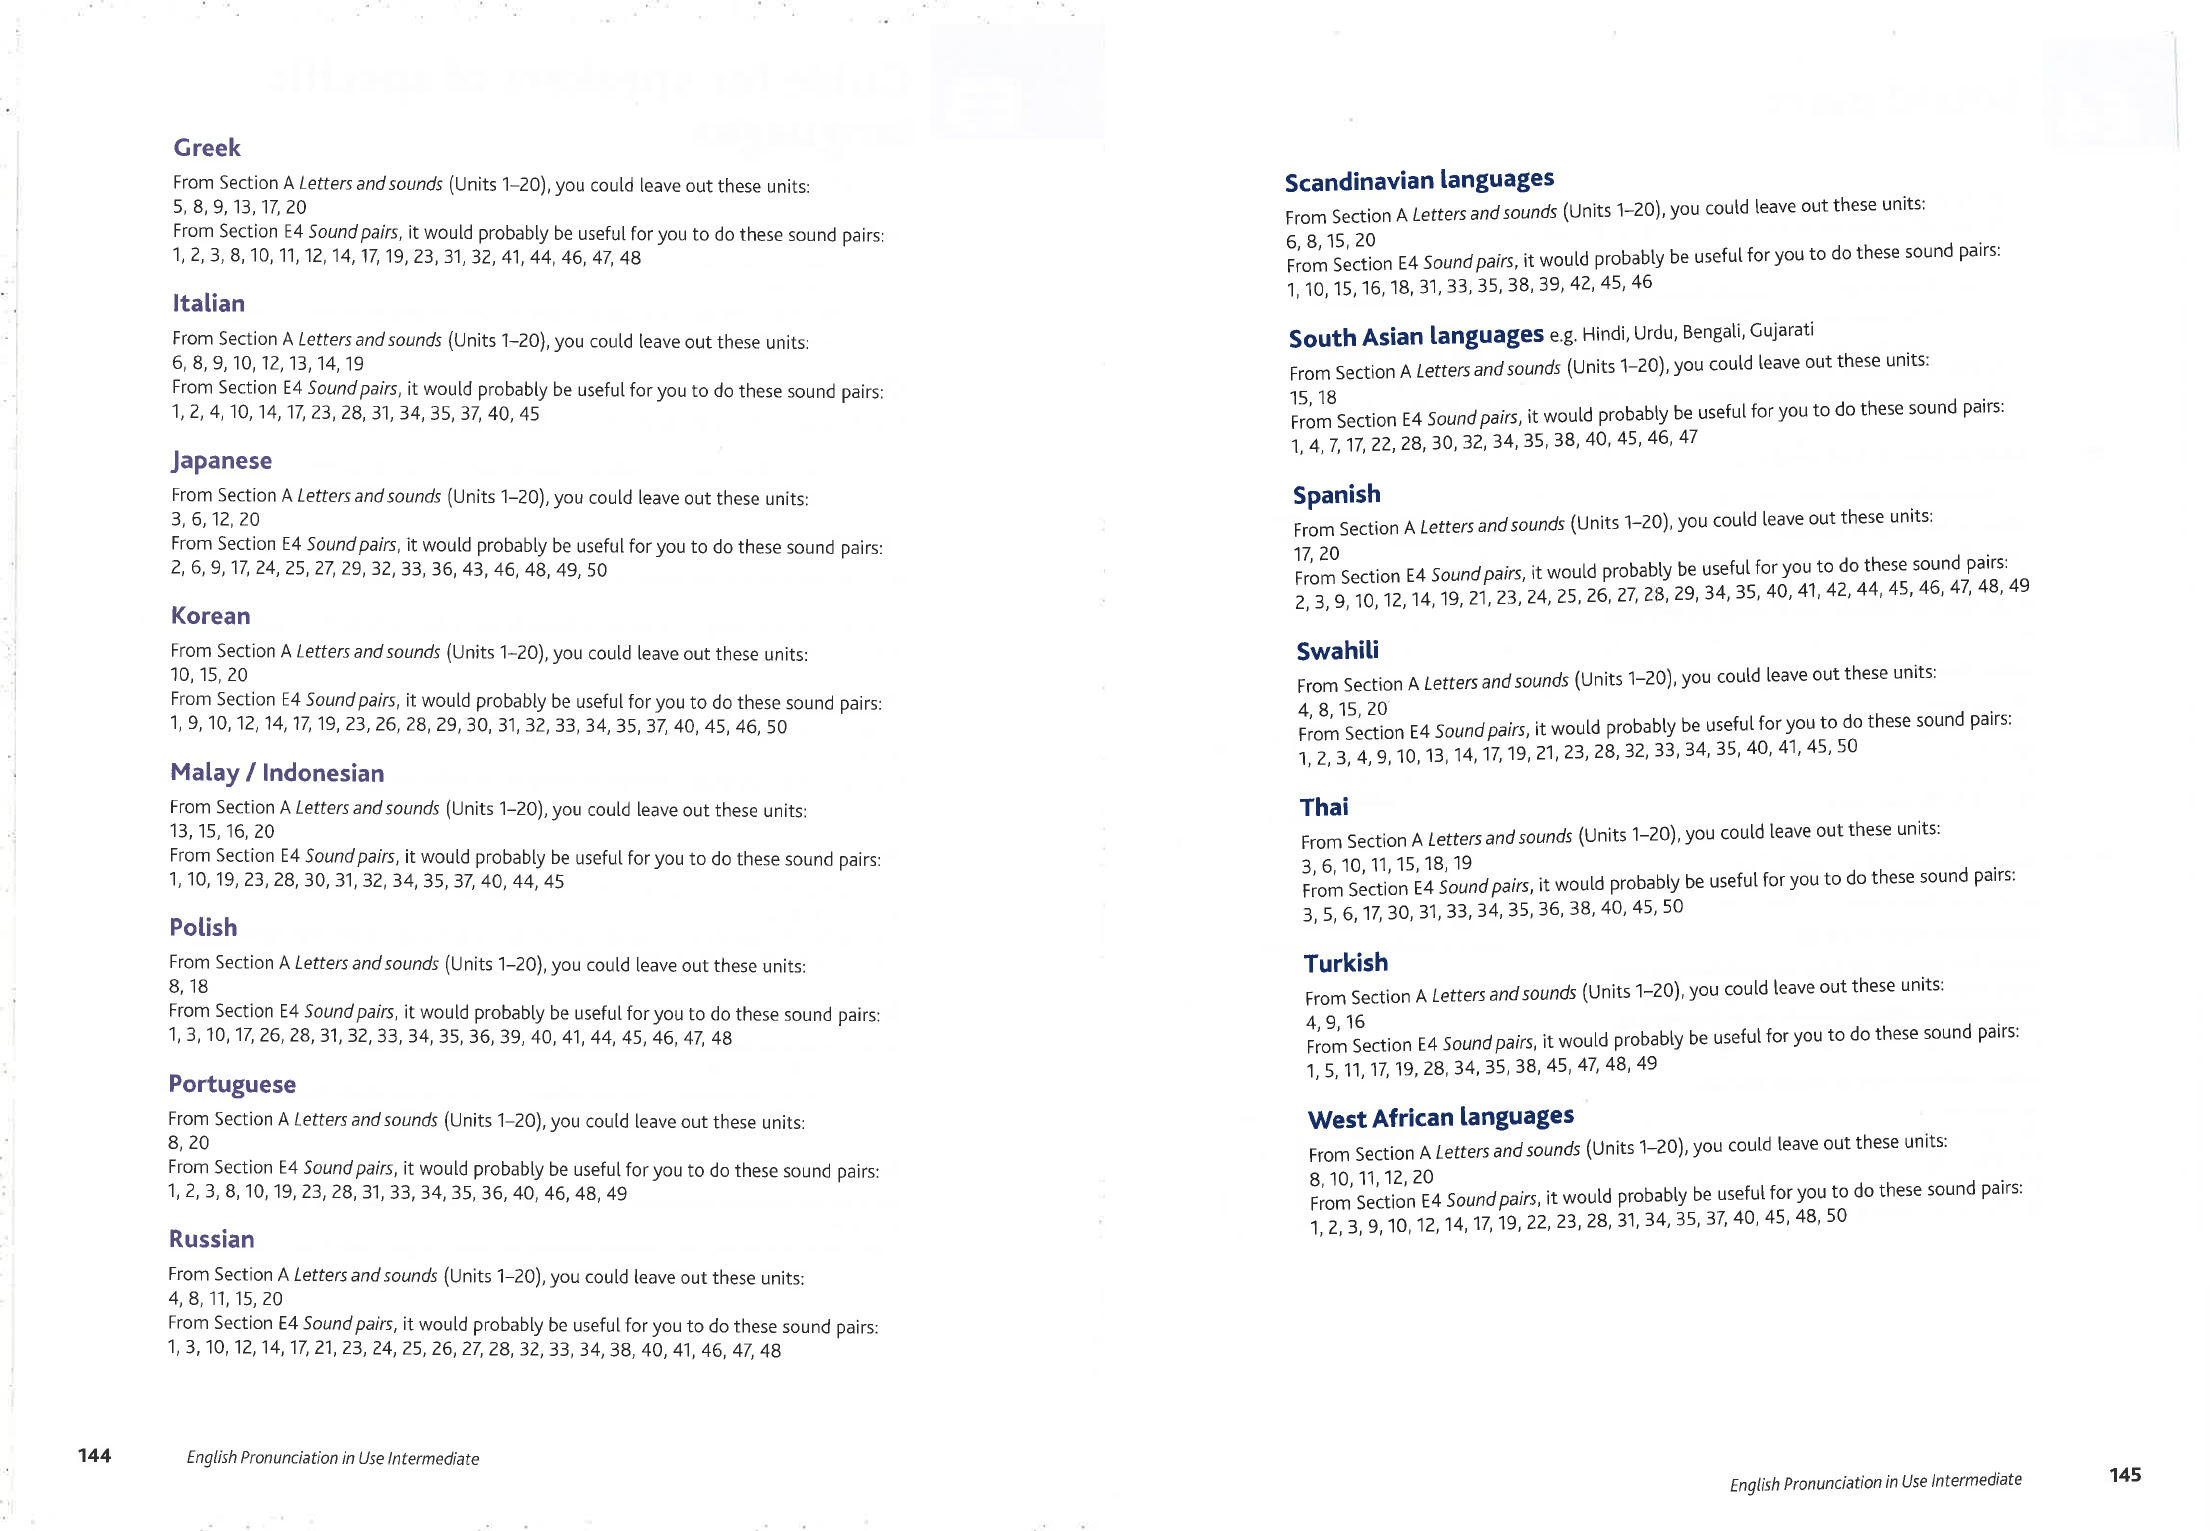 Greek
From Section A Letters and sounds (Units 1–20), you could leave out these units:
5, 8, 9, 13, 17, 20
From Section E4 Sound pairs, it would probably be useful for you to do these sound pairs:
1, 2, 3, 8, 10, 11, 12, 14, 17, 19, 23, 31, 32, 41, 44, 46, 47, 48
Italian
From Section A Letters and sounds (Units 1–20), you could leave out these units:
6, 8, 9, 10, 12, 13, 14, 19
From Section E4 Sound pairs, it would probably be useful for you to do these sound pairs:
1, 2, 4, 10, 14, 17, 23, 28, 31, 34, 35, 37, 40, 45
Japanese
From Section A Letters and sounds (Units 1–20), you could leave out these units:
3, 6, 12, 20
From Section E4 Sound pairs, it would probably be useful for you to do these sound pairs:
2, 6, 9, 17, 24, 25, 27, 29, 32, 33, 36, 43, 46, 48, 49, 50
Korean
From Section A Letters and sounds (Units 1–20), you could leave out these units:
10, 15, 20
From Section E4 Sound pairs, it would probably be useful for you to do these sound pairs:
1, 9, 10, 12, 14, 17, 19, 23, 26, 28, 29, 30, 31, 32, 33, 34, 35, 37, 40, 45, 46, 50
Malay / Indonesian
From Section A Letters and sounds (Units 1–20), you could leave out these units:
13, 15, 16, 20
From Section E4 Sound pairs, it would probably be useful for you to do these sound pairs:
1, 10, 19, 23, 28, 30, 31, 32, 34, 35, 37, 40, 44, 45
Polish
From Section A Letters and sounds (Units 1–20), you could leave out these units:
8, 18
From Section E4 Sound pairs, it would probably be useful for you to do these sound pairs:
1, 3, 10, 17, 26, 28, 31, 32, 33, 34, 35, 36, 39, 40, 41, 44, 45, 46, 47, 48
Portuguese
From Section A Letters and sounds (Units 1–20), you could leave out these units:
8, 20
From Section E4 Sound pairs, it would probably be useful for you to do these sound pairs:
1, 2, 3, 8, 10, 19, 23, 28, 31, 33, 34, 35, 36, 40, 46, 48, 49
Russian
From Section A Letters and sounds (Units 1–20), you could leave out these units:
4, 8, 11, 15, 20
From Section E4 Sound pairs, it would probably be useful for you to do these sound pairs:
1, 3, 10, 12, 14, 17, 21, 23, 24, 25, 26, 27, 28, 32, 33, 34, 38, 40, 41, 46, 47, 48
144 English Pronunciation in Use Intermediate
Scandinavian languages
From Section A Letters and sounds (Units 1–20), you could leave out these units:
6, 8, 15, 20
From Section E4 Sound pairs, it would probably be useful for you to do these sound pairs:
1, 10, 15, 16, 18, 31, 33, 35, 38, 39, 42, 45, 46
South Asian languages e.g. Hindi, Urdu, Bengali, Gujarati
From Section A Letters and sounds (Units 1–20), you could leave out these units:
15, 18
From Section E4 Sound pairs, it would probably be useful for you to do these sound pairs:
1, 4, 7, 17, 22, 28, 30, 32, 34, 35, 38, 40, 45, 46, 47
Spanish
From Section A Letters and sounds (Units 1–20), you could leave out these units:
17, 20
From Section E4 Sound pairs, it would probably be useful for you to do these sound pairs:
2, 3, 9, 10, 12, 14, 19, 21, 23, 24, 25, 26, 27, 28, 29, 34, 35, 40, 41, 42, 44, 45, 46, 47, 48, 49
Swahili
From Section A Letters and sounds (Units 1–20), you could leave out these units:
4, 8, 15, 20
From Section E4 Sound pairs, it would probably be useful for you to do these sound pairs:
1, 2, 3, 4, 9, 10, 13, 14, 17, 19, 21, 23, 28, 32, 33, 34, 35, 40, 41, 45, 50
Thai
From Section A Letters and sounds (Units 1–20), you could leave out these units:
3, 6, 10, 11, 15, 18, 19
From Section E4 Sound pairs, it would probably be useful for you to do these sound pairs:
3, 5, 6, 17, 30, 31, 33, 34, 35, 36, 38, 40, 45, 50
Turkish
From Section A Letters and sounds (Units 1–20), you could leave out these units:
4, 9, 16
From Section E4 Sound pairs, it would probably be useful for you to do these sound pairs:
1, 5, 11, 17, 19, 28, 34, 35, 38, 45, 47, 48, 49
West African languages
From Section A Letters and sounds (Units 1–20), you could leave out these units:
8, 10, 11, 12, 20
From Section E4 Sound pairs, it would probably be useful for you to do these sound pairs:
1, 2, 3, 9, 10, 12, 14, 17, 19, 22, 23, 28, 31, 34, 35, 37, 40, 45, 48, 50
English Pronunciation in Use Intermediate 145